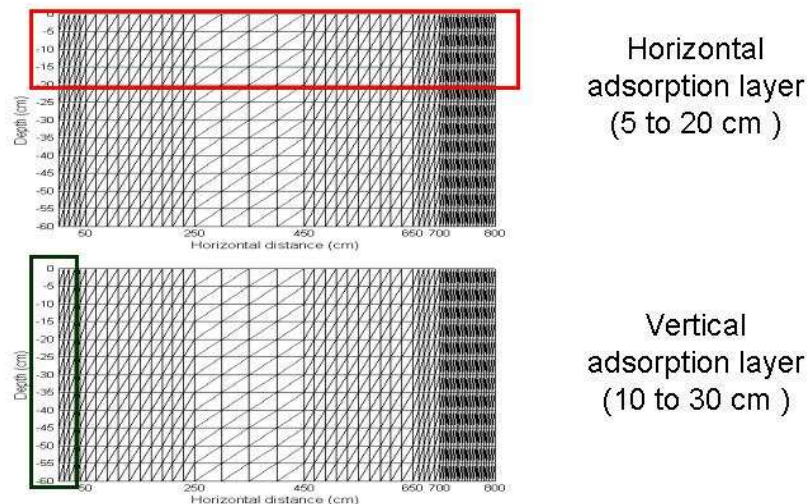 0
-5
-10
-15
-20
-25
-30
-35
-40
-45
-50
-55
-60
Depth (cm)
50 250 450 650 700 800
Horizontal distance (cm)
Horizontal
adsorption layer
(5 to 20 cm )
0
-5
-10
-15
-20
-25
-30
-35
-40
-45
-50
-55
-60
Depth (cm)
50 250 450 650 700 800
Horizontal distance (cm)
Vertical
adsorption layer
(10 to 30 cm )